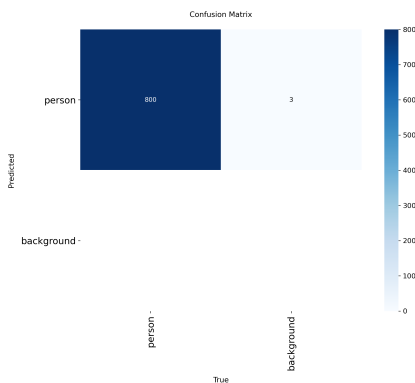 Confusion Matrix
800
person
800
3
700
600
500
Predicted
400
300
background
200
100
0
person
background
True